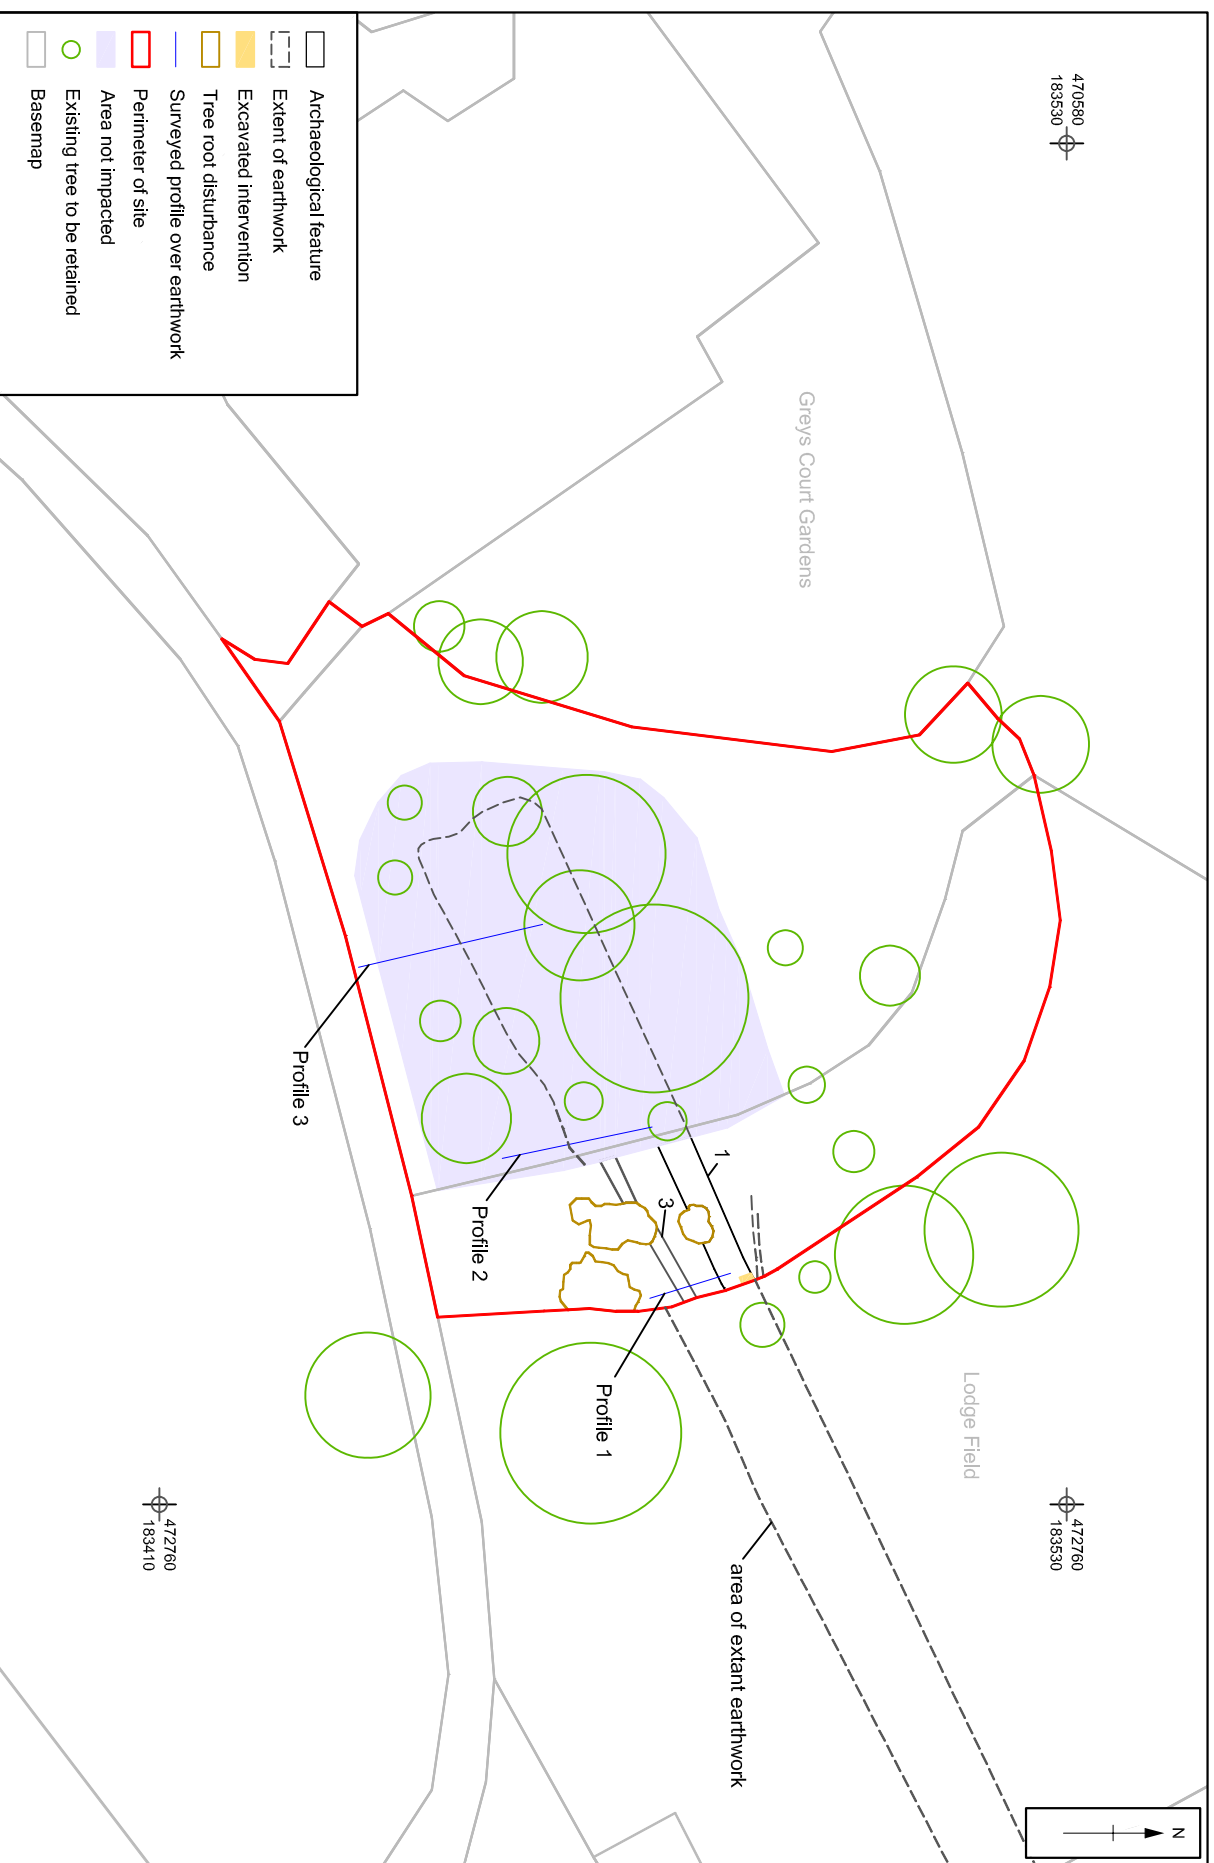 470580
183530
472760
183530
N
Greys Court Gardens
Lodge Field
1
3
Profile 1
Profile 2
Profile 3
area of extant earthwork
472760
183410
Archaeological feature
Extent of earthwork
Excavated intervention
Tree root disturbance
Surveyed profile over earthwork
Perimeter of site
Area not impacted
Existing tree to be retained
Basemap